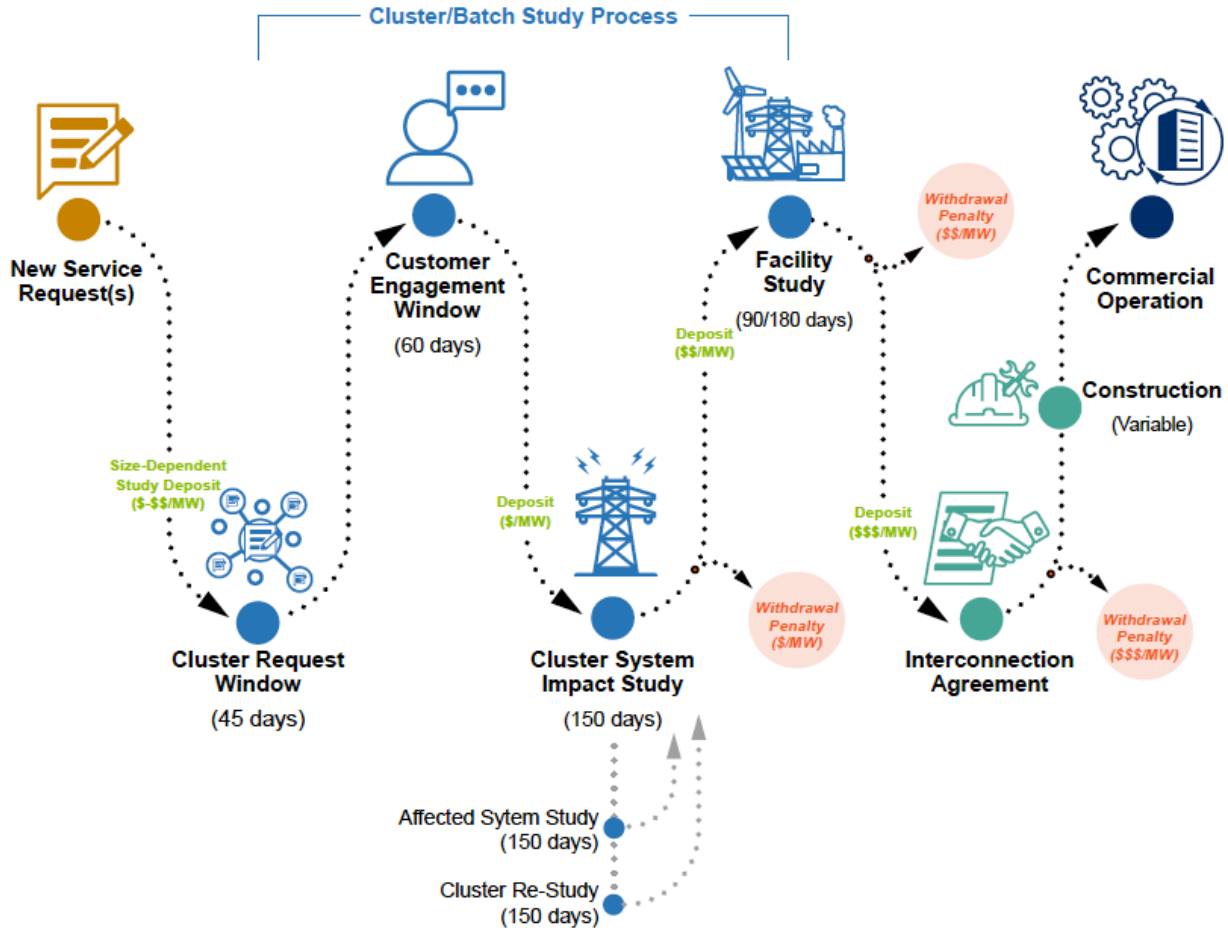 Cluster/Batch Study Process
New Service
Request(s)
Size-Dependent
Study Deposit
($-$$/MW)
Cluster Request
Window
(45 days)
Customer
Engagement
Window
(60 days)
Deposit
($/MW)
Cluster System
Impact Study
(150 days)
Affected Sytem Study
(150 days)
Cluster Re-Study
(150 days)
Withdrawal
Penalty
($/MW)
Deposit
($$/MW)
Facility
Study
(90/180 days)
Withdrawal
Penalty
($$/MW)
Deposit
($$$/MW)
Interconnection
Agreement
Withdrawal
Penalty
($$$/MW)
Construction
(Variable)
Commercial
Operation